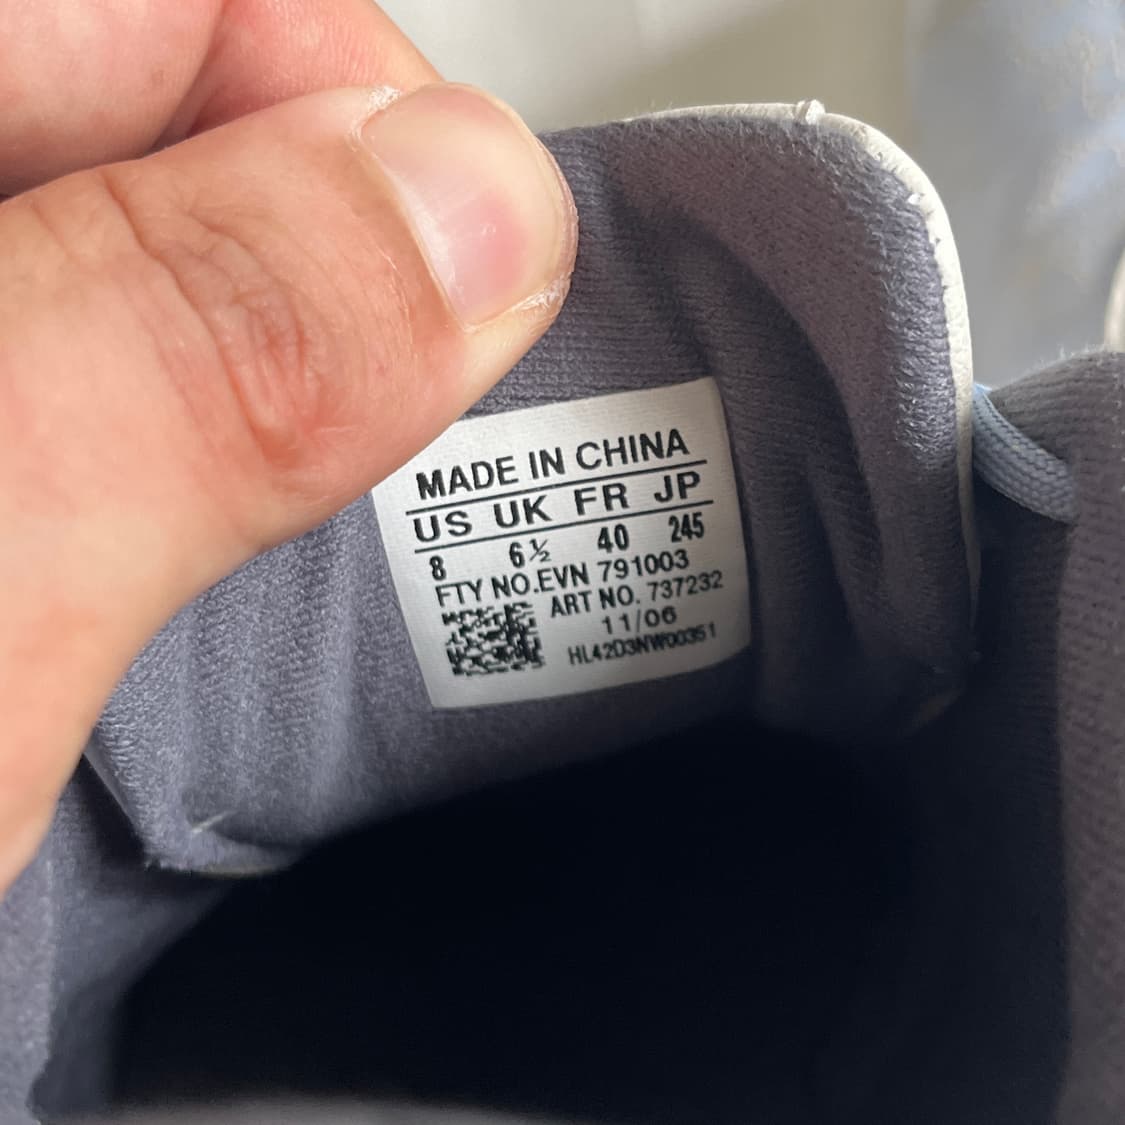 MADE IN CHINA
US UK FR JP
8 6½ 40 245
FTY NO.EVN 791003
ART NO. 737232
11/06
HL42D3NW00351